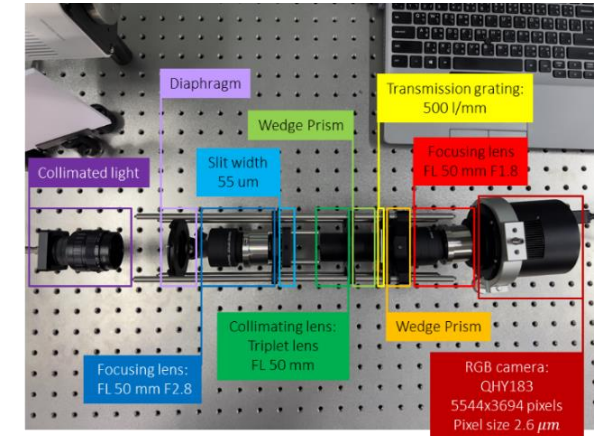 Diaphragm
Transmission grating:
500 l/mm
Wedge Prism
Slit width
55 um
Focusing lens
FL 50 mm F1.8
Collimated light
Collimating lens:
Triplet lens
FL 50 mm
Wedge Prism
Focusing lens:
FL 50 mm F2.8
RGB camera:
QHY183
5544x3694 pixels
Pixel size 2.6 𝜇𝑚